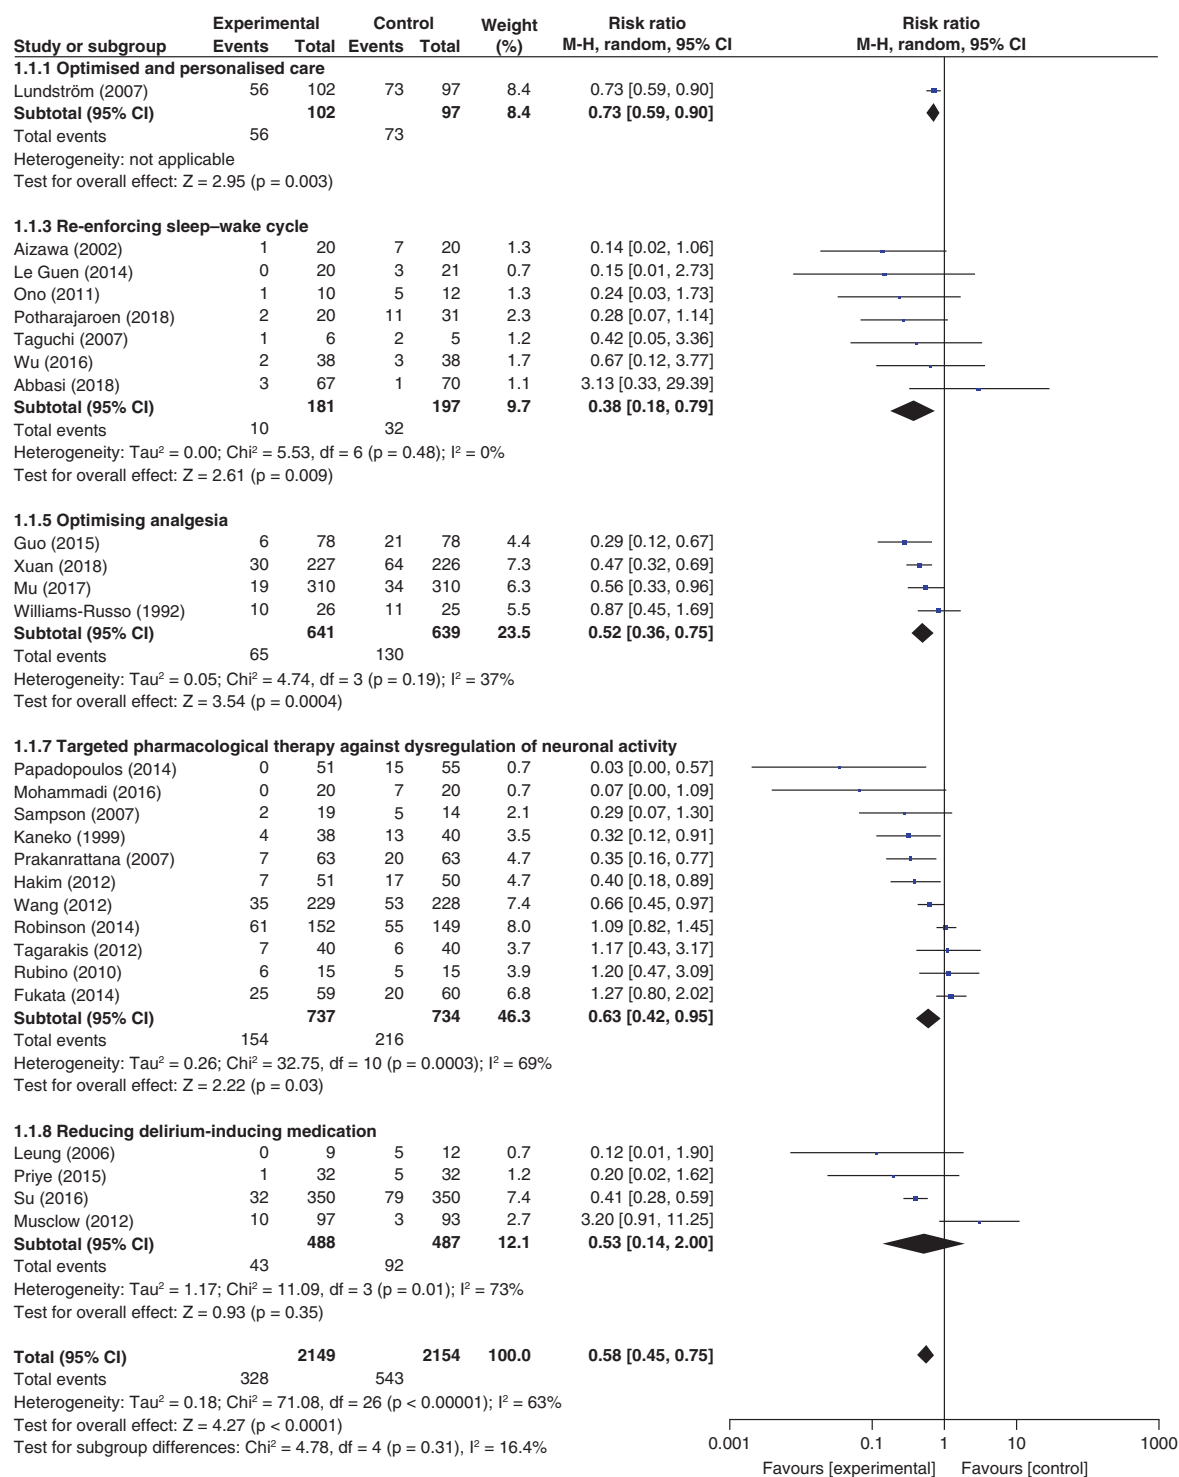 Experimental Control Weight Risk ratio Risk ratio
Study or subgroup Events Total Events Total (%) M-H, random, 95% CI M-H, random, 95% CI
1.1.1 Optimised and personalised care
Lundström (2007) 56 102 73 97 8.4 0.73 [0.59, 0.90]
Subtotal (95% CI) 102 97 8.4 0.73 [0.59, 0.90]
Total events 56 73
Heterogeneity: not applicable
Test for overall effect: Z = 2.95 (p = 0.003)
1.1.3 Re-enforcing sleep–wake cycle
Aizawa (2002) 1 20 7 20 1.3 0.14 [0.02, 1.06]
Le Guen (2014) 0 20 3 21 0.7 0.15 [0.01, 2.73]
Ono (2011) 1 10 5 12 1.3 0.24 [0.03, 1.73]
Potharajaroen (2018) 2 20 11 31 2.3 0.28 [0.07, 1.14]
Taguchi (2007) 1 6 2 5 1.2 0.42 [0.05, 3.36]
Wu (2016) 2 38 3 38 1.7 0.67 [0.12, 3.77]
Abbasi (2018) 3 67 1 70 1.1 3.13 [0.33, 29.39]
Subtotal (95% CI) 181 197 9.7 0.38 [0.18, 0.79]
Total events 10 32
Heterogeneity: Tau² = 0.00; Chi² = 5.53, df = 6 (p = 0.48); I² = 0%
Test for overall effect: Z = 2.61 (p = 0.009)
1.1.5 Optimising analgesia
Guo (2015) 6 78 21 78 4.4 0.29 [0.12, 0.67]
Xuan (2018) 30 227 64 226 7.3 0.47 [0.32, 0.69]
Mu (2017) 19 310 34 310 6.3 0.56 [0.33, 0.96]
Williams-Russo (1992) 10 26 11 25 5.5 0.87 [0.45, 1.69]
Subtotal (95% CI) 641 639 23.5 0.52 [0.36, 0.75]
Total events 65 130
Heterogeneity: Tau² = 0.05; Chi² = 4.74, df = 3 (p = 0.19); I² = 37%
Test for overall effect: Z = 3.54 (p = 0.0004)
1.1.7 Targeted pharmacological therapy against dysregulation of neuronal activity
Papadopoulos (2014) 0 51 15 55 0.7 0.03 [0.00, 0.57]
Mohammadi (2016) 0 20 7 20 0.7 0.07 [0.00, 1.09]
Sampson (2007) 2 19 5 14 2.1 0.29 [0.07, 1.30]
Kaneko (1999) 4 38 13 40 3.5 0.32 [0.12, 0.91]
Prakanrattana (2007) 7 63 20 63 4.7 0.35 [0.16, 0.77]
Hakim (2012) 7 51 17 50 4.7 0.40 [0.18, 0.89]
Wang (2012) 35 229 53 228 7.4 0.66 [0.45, 0.97]
Robinson (2014) 61 152 55 149 8.0 1.09 [0.82, 1.45]
Tagarakis (2012) 7 40 6 40 3.7 1.17 [0.43, 3.17]
Rubino (2010) 6 15 5 15 3.9 1.20 [0.47, 3.09]
Fukata (2014) 25 59 20 60 6.8 1.27 [0.80, 2.02]
Subtotal (95% CI) 737 734 46.3 0.63 [0.42, 0.95]
Total events 154 216
Heterogeneity: Tau² = 0.26; Chi² = 32.75, df = 10 (p = 0.0003); I² = 69%
Test for overall effect: Z = 2.22 (p = 0.03)
1.1.8 Reducing delirium-inducing medication
Leung (2006) 0 9 5 12 0.7 0.12 [0.01, 1.90]
Priye (2015) 1 32 5 32 1.2 0.20 [0.02, 1.62]
Su (2016) 32 350 79 350 7.4 0.41 [0.28, 0.59]
Musclow (2012) 10 97 3 93 2.7 3.20 [0.91, 11.25]
Subtotal (95% CI) 488 487 12.1 0.53 [0.14, 2.00]
Total events 43 92
Heterogeneity: Tau² = 1.17; Chi² = 11.09, df = 3 (p = 0.01); I² = 73%
Test for overall effect: Z = 0.93 (p = 0.35)
Total (95% CI) 2149 2154 100.0 0.58 [0.45, 0.75]
Total events 328 543
Heterogeneity: Tau² = 0.18; Chi² = 71.08, df = 26 (p < 0.00001); I² = 63%
Test for overall effect: Z = 4.27 (p < 0.0001)
Test for subgroup differences: Chi² = 4.78, df = 4 (p = 0.31), I² = 16.4%
0.001 0.1 1 10 1000
Favours [experimental] Favours [control]